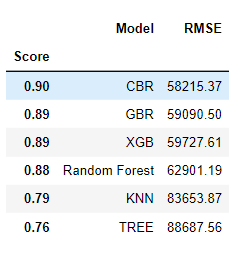 Model RMSE
Score
0.90 CBR 58215.37
0.89 GBR 59090.50
0.89 XGB 59727.61
0.88 Random Forest 62901.19
0.79 KNN 83653.87
0.76 TREE 88687.56